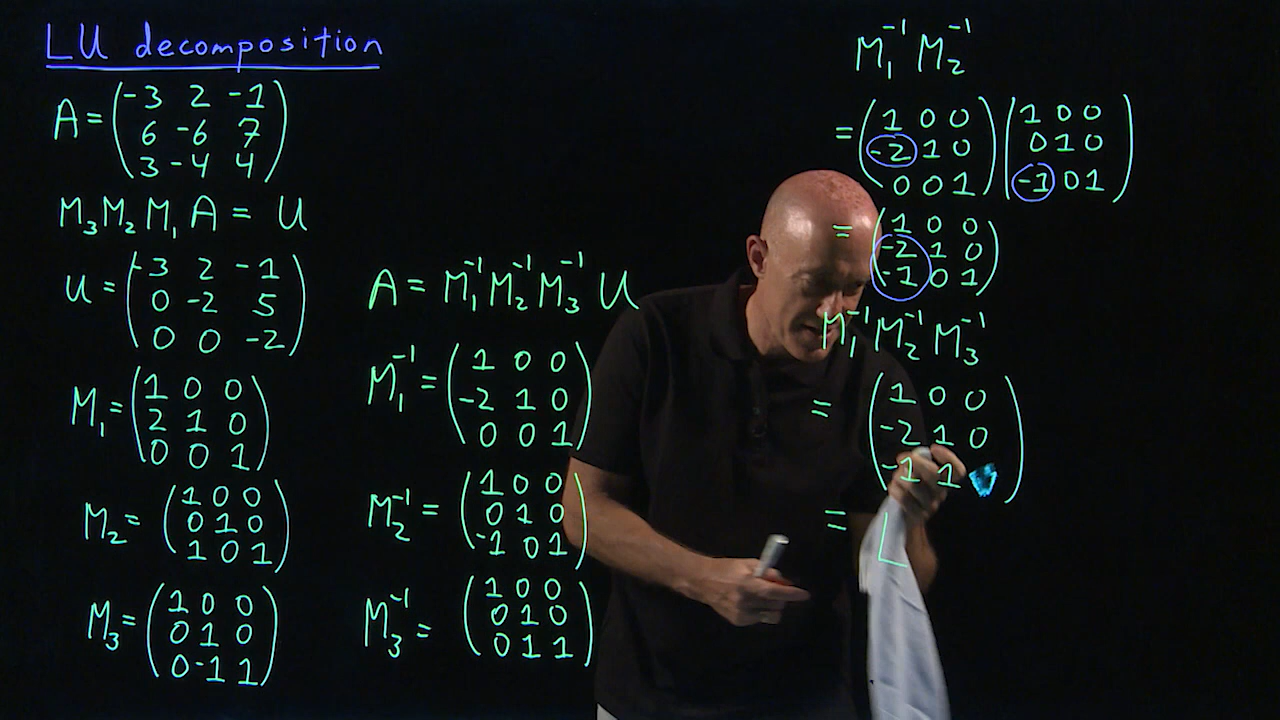 LU decomposition
A = (-3 2 -1
6 -6 7
3 -4 4)
M₃M₂M₁A = U
U = (-3 2 -1
0 -2 5
0 0 -2)
M₁ = (1 0 0
2 1 0
0 0 1)
M₂ = (1 0 0
0 1 0
1 0 1)
M₃ = (1 0 0
0 1 0
0 -1 1)
A = M₁⁻¹M₂⁻¹M₃⁻¹U
M₁⁻¹ = (1 0 0
-2 1 0
0 0 1)
M₂⁻¹ = (1 0 0
0 1 0
-1 0 1)
M₃⁻¹ = (1 0 0
0 1 0
0 1 1)
M₁⁻¹M₂⁻¹
= (1 0 0 (1 0 0
-2 1 0 0 1 0
0 0 1) -1 0 1)
= (1 0 0
-2 1 0
-1 0 1)
M₁⁻¹M₂⁻¹M₃⁻¹
= (1 0 0
-2 1 0
-1 1 )
= L